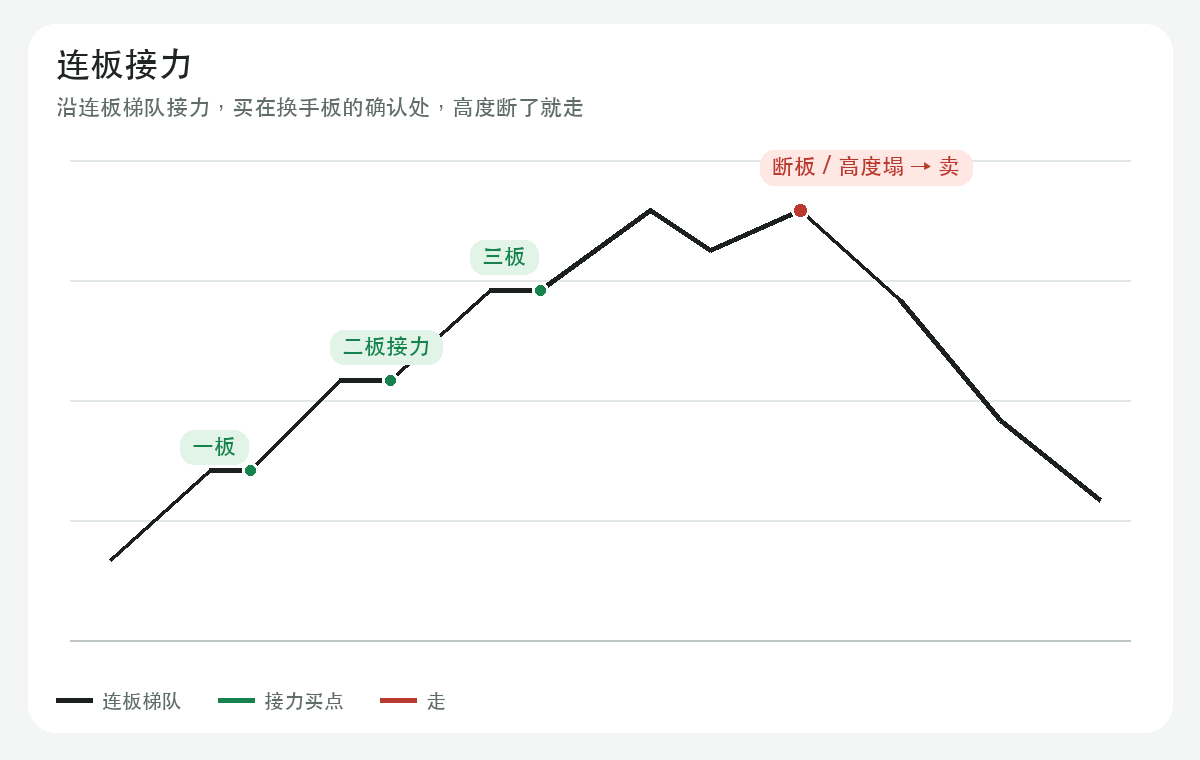 连板接力
沿连板梯队接力，买在换手板的确认处，高度断了就走
断板 / 高度塌 → 卖
三板
二板接力
一板
连板梯队
接力买点
走